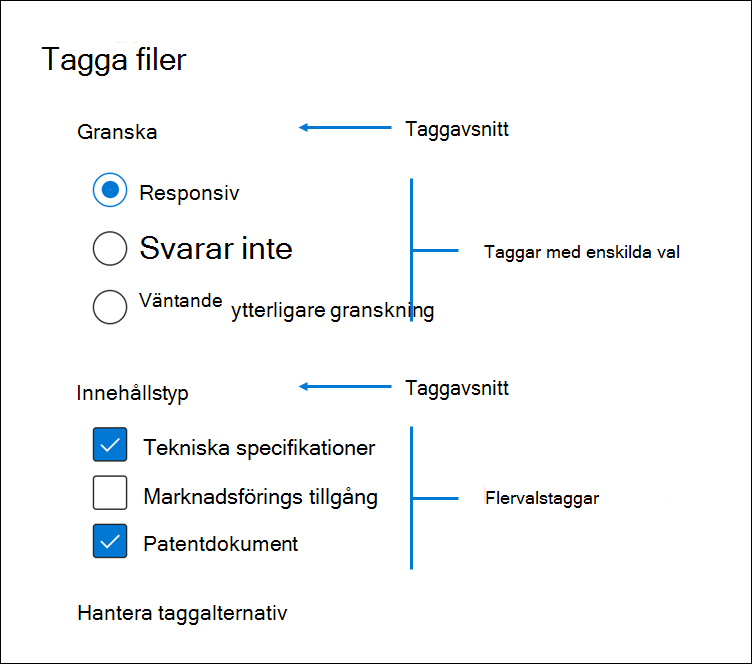 Tagga filer
Granska
Taggavsnitt
Responsiv
Svarar inte
Taggar med enskilda val
Väntande ytterligare granskning
Innehållstyp
Taggavsnitt
Tekniska specifikationer
Marknadsförings tillgång
Flervalstaggar
Patentdokument
Hantera taggalternativ